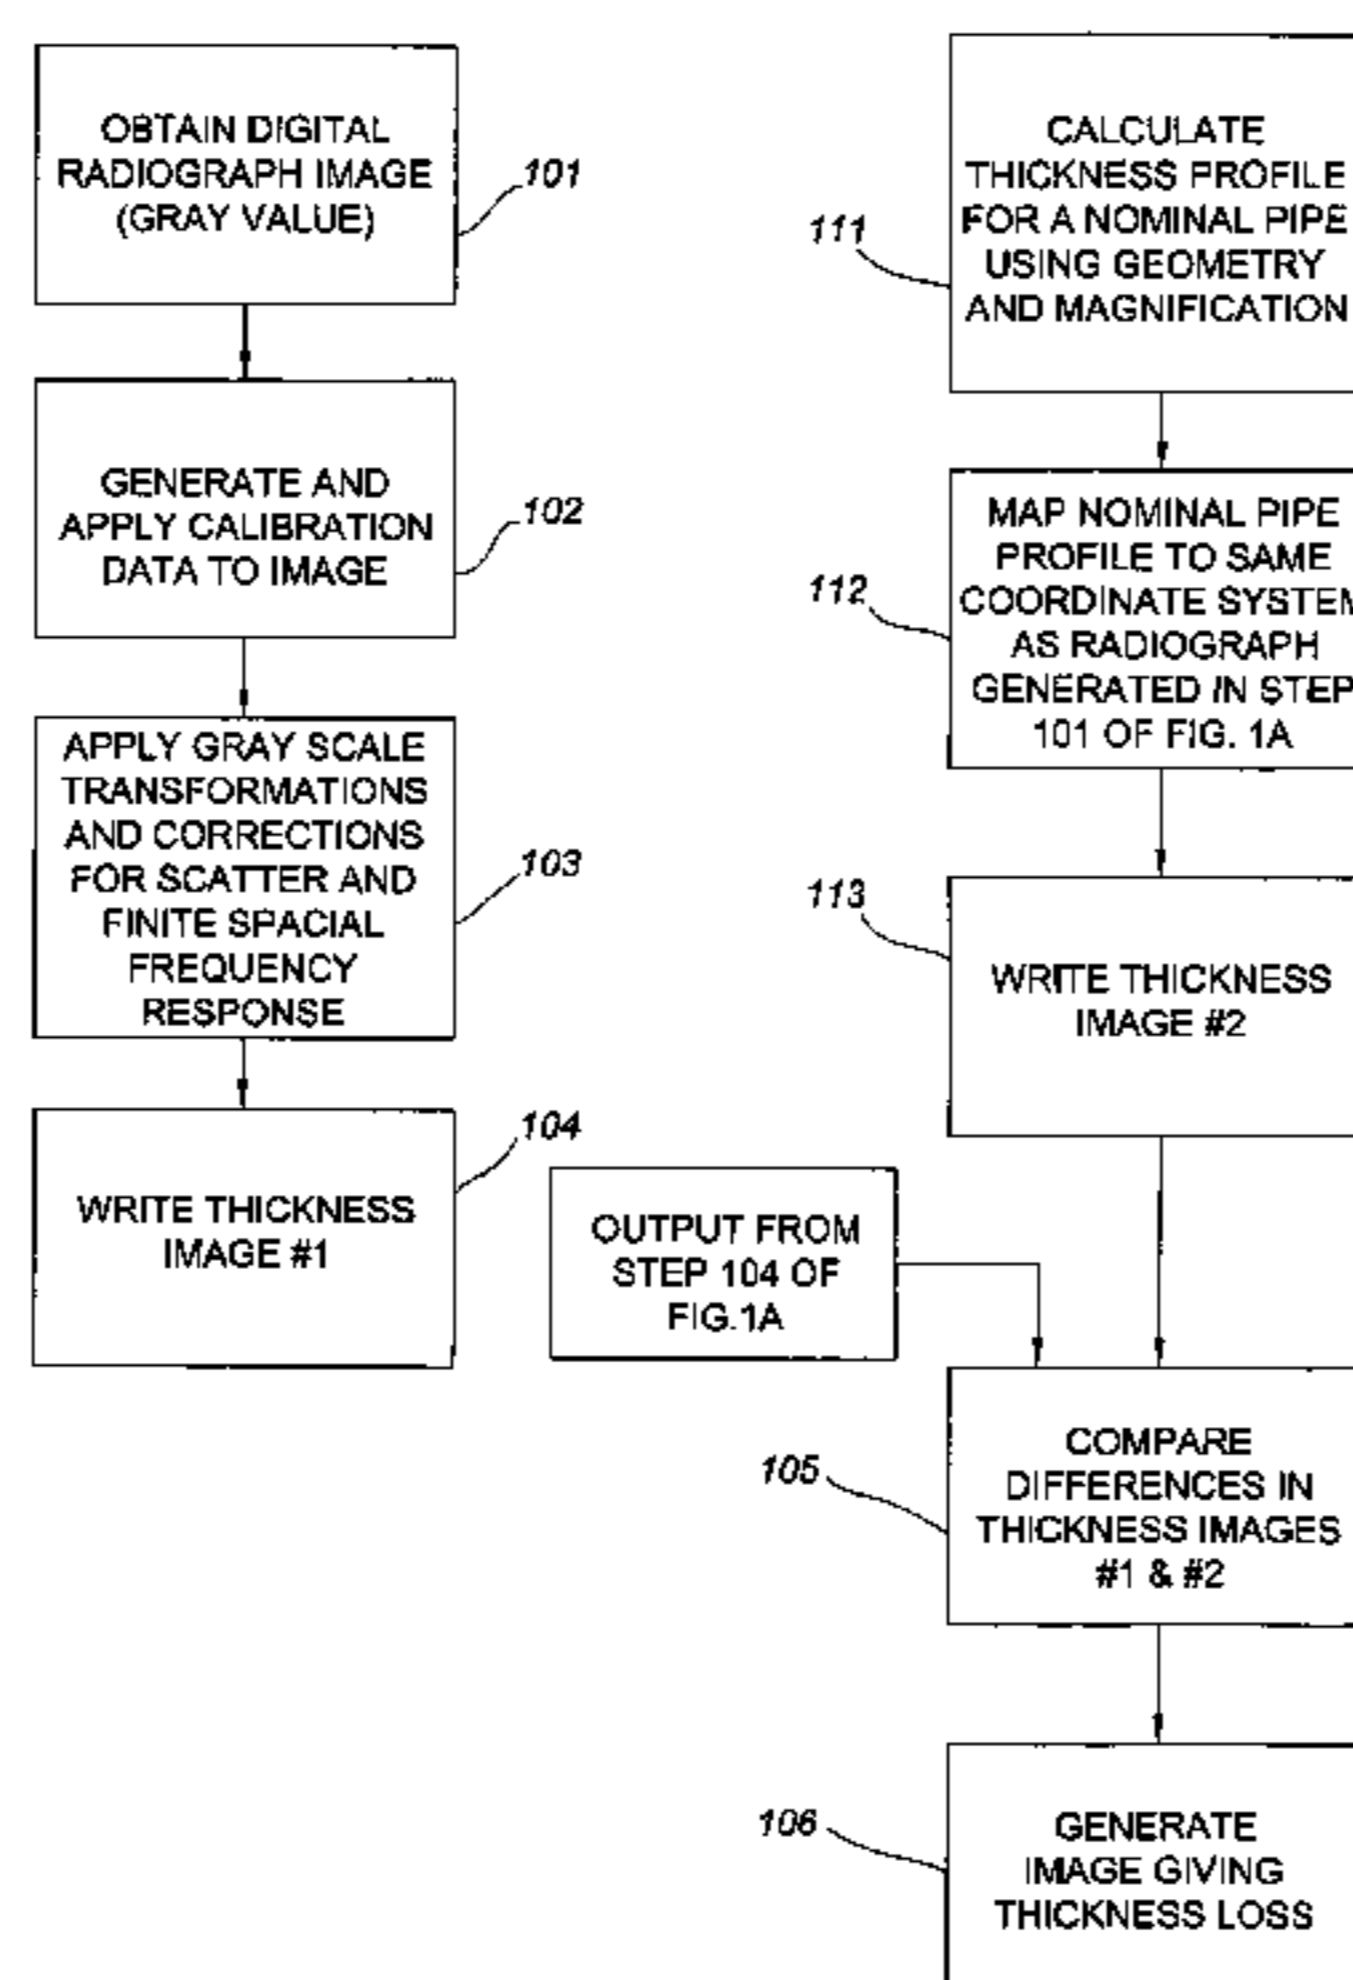 OBTAIN DIGITAL
RADIOGRAPH IMAGE
(GRAY VALUE)
101
GENERATE AND
APPLY CALIBRATION
DATA TO IMAGE
102
APPLY GRAY SCALE
TRANSFORMATIONS
AND CORRECTIONS
FOR SCATTER AND
FINITE SPACIAL
FREQUENCY
RESPONSE
103
WRITE THICKNESS
IMAGE #1
104
CALCULATE
THICKNESS PROFILE
FOR A NOMINAL PIPE
USING GEOMETRY
AND MAGNIFICATION
111
MAP NOMINAL PIPE
PROFILE TO SAME
COORDINATE SYSTEM
AS RADIOGRAPH
GENERATED IN STEP
101 OF FIG. 1A
112
WRITE THICKNESS
IMAGE #2
113
OUTPUT FROM
STEP 104 OF
FIG.1A
COMPARE
DIFFERENCES IN
THICKNESS IMAGES
#1 & #2
105
GENERATE
IMAGE GIVING
THICKNESS LOSS
106